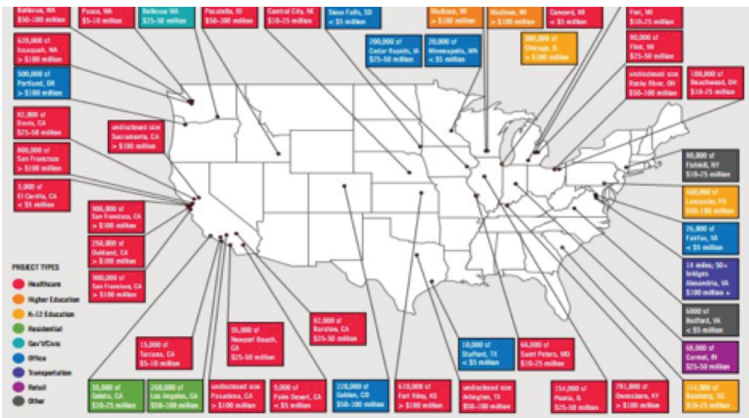 Bellevue, WA
$50-100 million
Pasco, WA
$5-10 million
Bellevue, WA
$25-50 million
Pocatello, ID
$50-100 million
Central City, NE
$10-25 million
Sioux Falls, SD
< $5 million
Madison, WI
> $100 million
Madison, WI
> $100 million
Concord, MI
< $5 million
Flint, MI
$10-25 million
620,000 sf
Issaquah, WA
> $100 million
500,000 sf
Portland, OR
> $100 million
200,000 sf
Cedar Rapids, IA
$25-50 million
20,000 sf
Minneapolis, MN
< $5 million
500,000 sf
Chicago, IL
> $100 million
90,000 sf
Flint, MI
$25-50 million
undisclosed size
Rocky River, OH
$50-100 million
100,000 sf
Beachwood, OH
$10-25 million
82,000 sf
Davis, CA
$25-50 million
undisclosed size
Sacramento, CA
> $100 million
800,000 sf
San Francisco
> $100 million
3,000 sf
El Cerrito, CA
< $5 million
Fishkill, NY
$10-25 million
Lancaster, PA
$50-100 million
26,000 sf
Fairfax, VA
< $5 million
900,000 sf
San Francisco, CA
> $100 million
250,000 sf
Oakland, CA
> $100 million
900,000 sf
San Francisco, CA
> $100 million
14 miles; 50+
bridges
Alexandria, VA
$100 million +
6000 sf
Bedford, VA
< $5 million
68,000 sf
Carmel, IN
$25-50 million
PROJECT TYPES
Healthcare
Higher Education
K-12 Education
Residential
Gov't/Civic
Office
Transportation
Retail
Other
15,000 sf
Tarzana, CA
$5-10 million
55,000 sf
Newport Beach,
CA
$25-50 million
82,000 sf
Barstow, CA
$25-50 million
10,000 sf
Stafford, TX
< $5 million
66,000 sf
Saint Peters, MO
$10-25 million
55,000 sf
Goleta, CA
$10-25 million
260,000 sf
Los Angeles, CA
$50-100 million
undisclosed size
Pasadena, CA
> $100 million
9,000 sf
Palm Desert, CA
< $5 million
220,000 sf
Golden, CO
$50-100 million
610,000 sf
Fort Riley, KS
> $100 million
undisclosed size
Arlington, TX
$50-100 million
254,000 sf
Peoria, IL
$25-50 million
781,000 sf
Owensboro, KY
> $100 million
114,000 sf
Bamberg, SC
$10-25 million